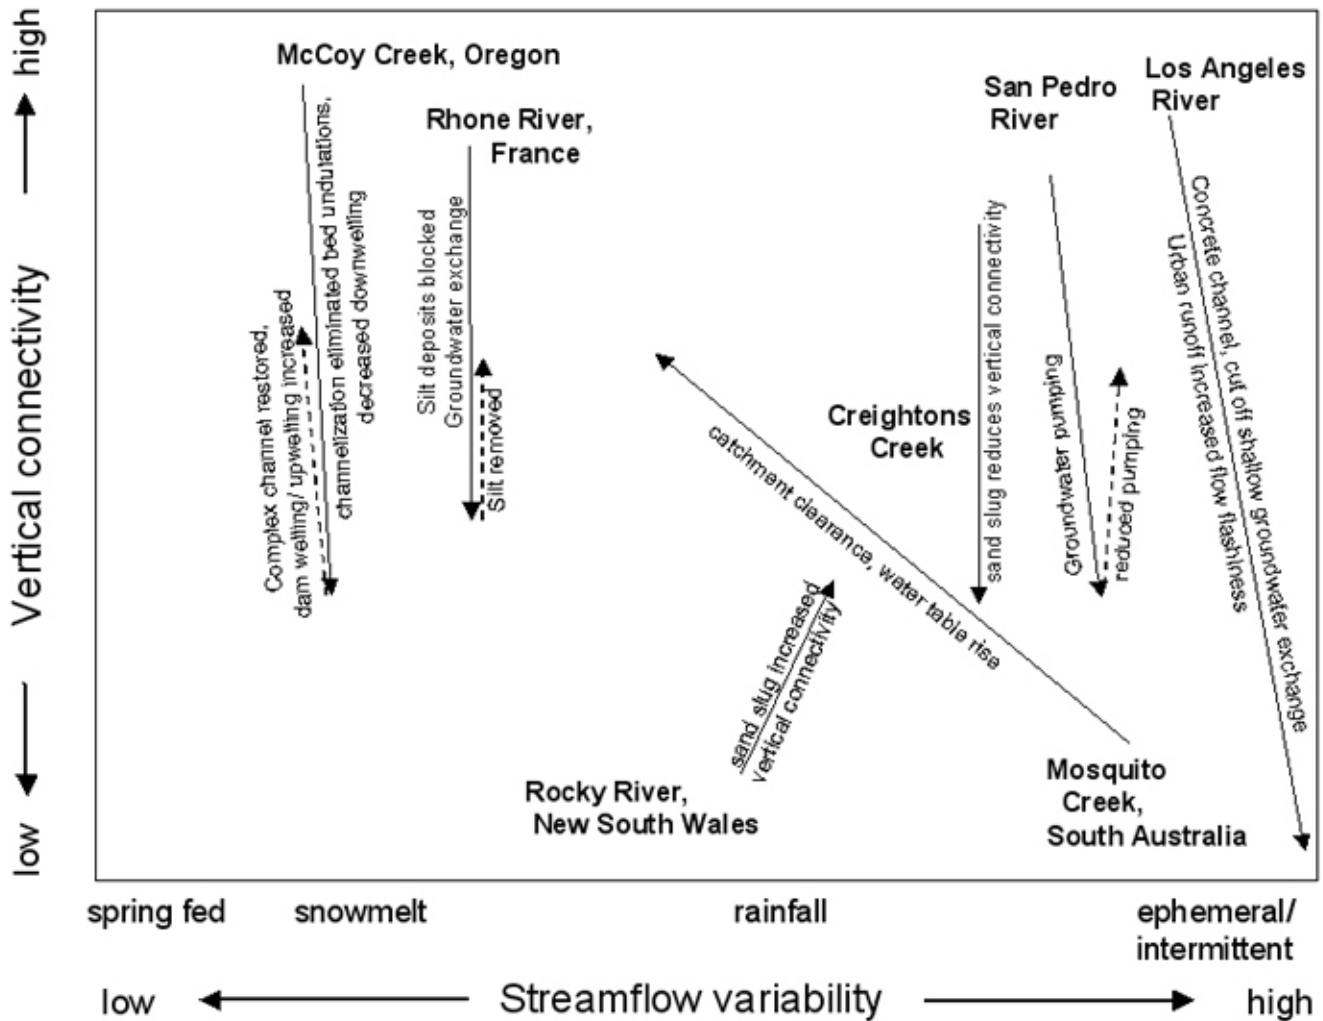 high
Vertical connectivity
low
McCoy Creek, Oregon
channelization eliminated bed undulations,
decreased downwelling
Complex channel restored,
dam welling/ upwelling increased
Rhone River,
France
Silt deposits blocked
Groundwater exchange
Silt removed
catchment clearance, water table rise
Creightons
Creek
sand slug reduces vertical connectivity
San Pedro
River
Groundwater pumping
reduced pumping
Los Angeles
River
Concrete channel, cut off shallow groundwater exchange
Urban runoff increased flow flashiness
sand slug increased
vertical connectivity
Rocky River,
New South Wales
Mosquito
Creek,
South Australia
spring fed
snowmelt
rainfall
ephemeral/
intermittent
low
Streamflow variability
high